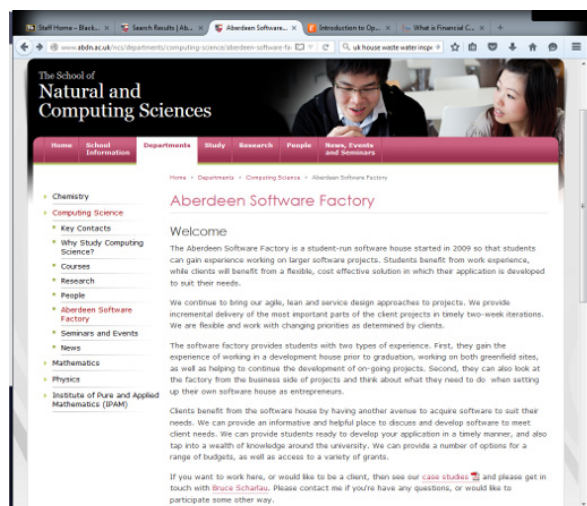 Staff Home – Black...
Search Results | Ab...
Aberdeen Software...
Introduction to Op...
What is Financial C...
www.abdn.ac.uk/ncs/departments/computing-science/aberdeen-software-fa
uk house waste water inspe
The School of
Natural and
Computing Sciences
Home
School Information
Departments
Study
Research
People
News, Events and Seminars
Home › Departments › Computing Science › Aberdeen Software Factory
Chemistry
Computing Science
Key Contacts
Why Study Computing
Science?
Courses
Research
People
Aberdeen Software
Factory
Seminars and Events
News
Mathematics
Physics
Institute of Pure and Applied
Mathematics (IPAM)
Aberdeen Software Factory
Welcome
The Aberdeen Software Factory is a student-run software house started in 2009 so that students
can gain experience working on larger software projects. Students benefit from work experience,
while clients will benefit from a flexible, cost effective solution in which their application is developed
to suit their needs.
We continue to bring our agile, lean and service design approaches to projects. We provide
incremental delivery of the most important parts of the client projects in timely two-week iterations.
We are flexible and work with changing priorities as determined by clients.
The software factory provides students with two types of experience. First, they gain the
experience of working in a development house prior to graduation, working on both greenfield sites,
as well as helping to continue the development of on-going projects. Second, they can also look at
the factory from the business side of projects and think about what they need to do when setting
up their own software house as entrepreneurs.
Clients benefit from the software house by having another avenue to acquire software to suit their
needs. We can provide an informative and helpful place to discuss and develop software to meet
client needs. We can provide students ready to develop your application in a timely manner, and also
tap into a wealth of knowledge around the university. We can provide a number of options for a
range of budgets, as well as access to a variety of grants.
If you want to work here, or would like to be a client, then see our case studies and please get in
touch with Bruce Scharlau. Please contact me if you're have any questions, or would like to
participate some other way.